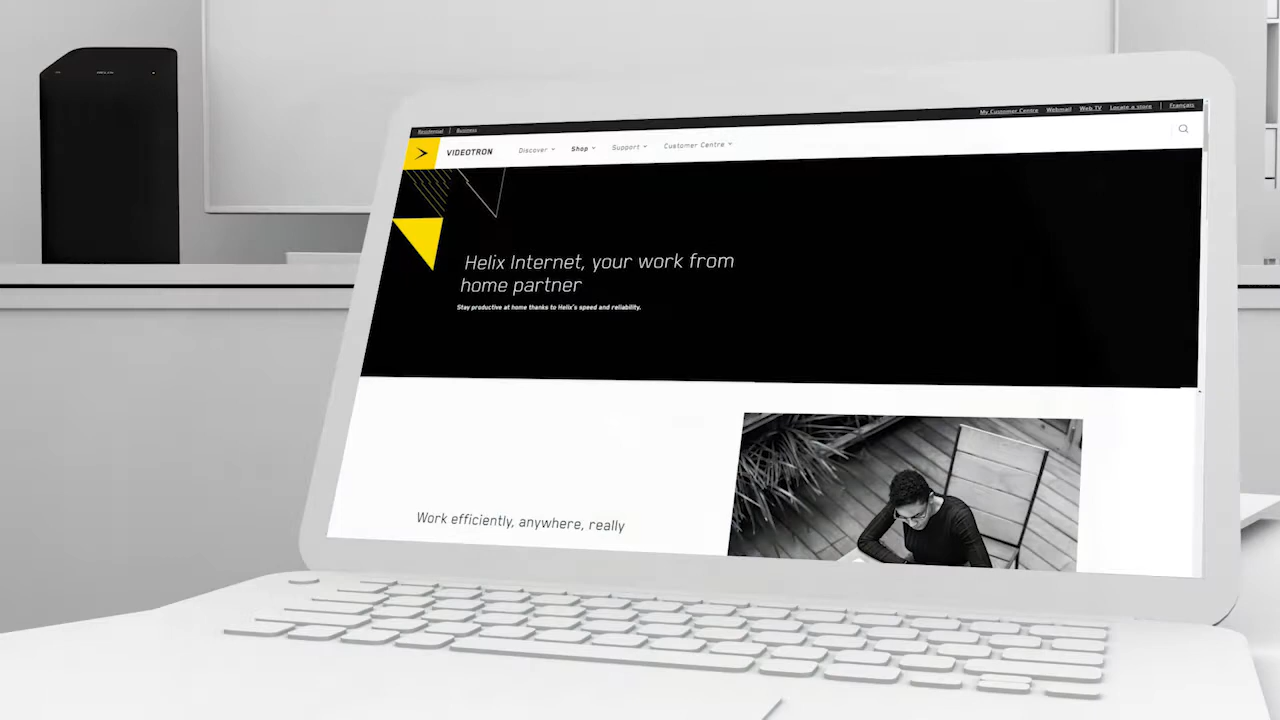 HELIX
Residential | Business
My Customer Centre Webmail Web TV Locate a store | Français
VIDEOTRON
Discover Shop Support Customer Centre
Helix Internet, your work from
home partner
Stay productive at home thanks to Helix's speed and reliability.
Work efficiently, anywhere, really